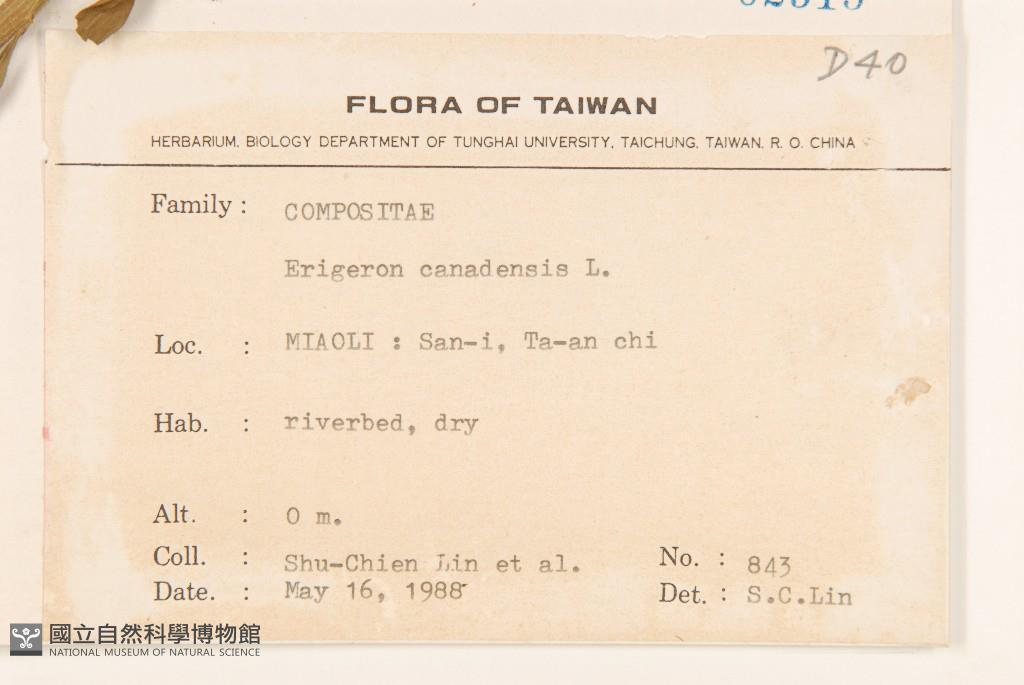 D40
FLORA OF TAIWAN
HERBARIUM, BIOLOGY DEPARTMENT OF TUNGHAI UNIVERSITY, TAICHUNG, TAIWAN, R. O. CHINA
Family : COMPOSITAE
Erigeron canadensis L.
Loc. : MIAOLI : San-i, Ta-an chi
Hab. : riverbed, dry
Alt. : 0 m.
Coll. : Shu-Chien Lin et al. No. : 843
Date. : May 16, 1988 Det. : S.C.Lin
國立自然科學博物館
NATIONAL MUSEUM OF NATURAL SCIENCE